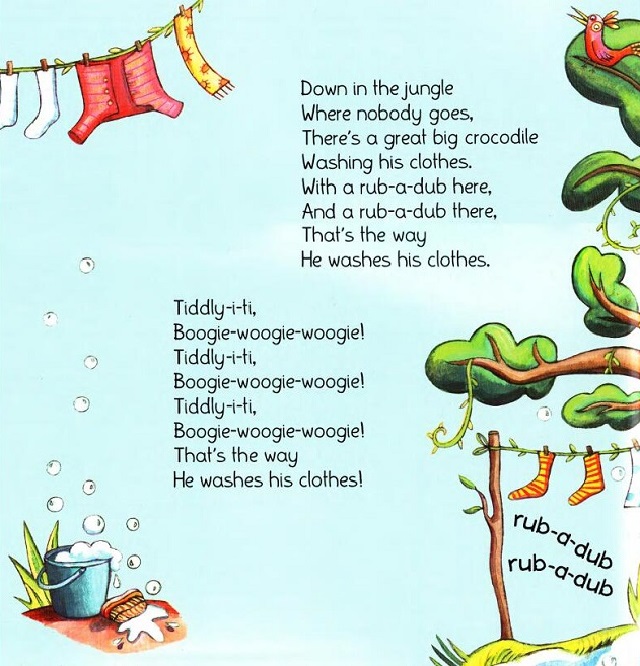 Down in the jungle
Where nobody goes,
There's a great big crocodile
Washing his clothes.
With a rub-a-dub here,
And a rub-a-dub there,
That's the way
He washes his clothes.
Tiddly-i-ti,
Boogie-woogie-woogie!
Tiddly-i-ti,
Boogie-woogie-woogie!
Tiddly-i-ti,
Boogie-woogie-woogie!
That's the way
He washes his clothes!
rub-a-dub
rub-a-dub